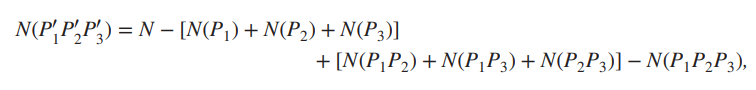 N(P′₁P′₂P′₃) = N − [N(P₁) + N(P₂) + N(P₃)]
+ [N(P₁P₂) + N(P₁P₃) + N(P₂P₃)] − N(P₁P₂P₃),